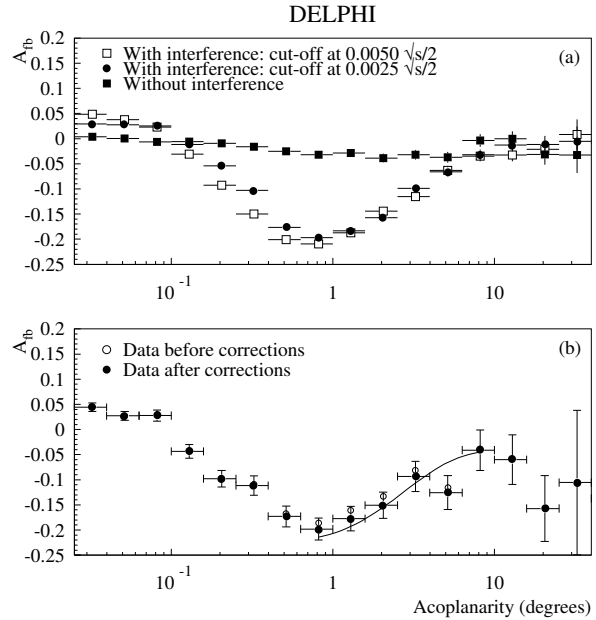 DELPHI
A_fb
0.2
0.15
0.1
0.05
0
-0.05
-0.1
-0.15
-0.2
-0.25
With interference: cut-off at 0.0050 √s/2
(a)
With interference: cut-off at 0.0025 √s/2
Without interference
10^-1
1
10
A_fb
0.2
0.15
0.1
0.05
0
-0.05
-0.1
-0.15
-0.2
-0.25
Data before corrections
(b)
Data after corrections
10^-1
1
10
Acoplanarity (degrees)